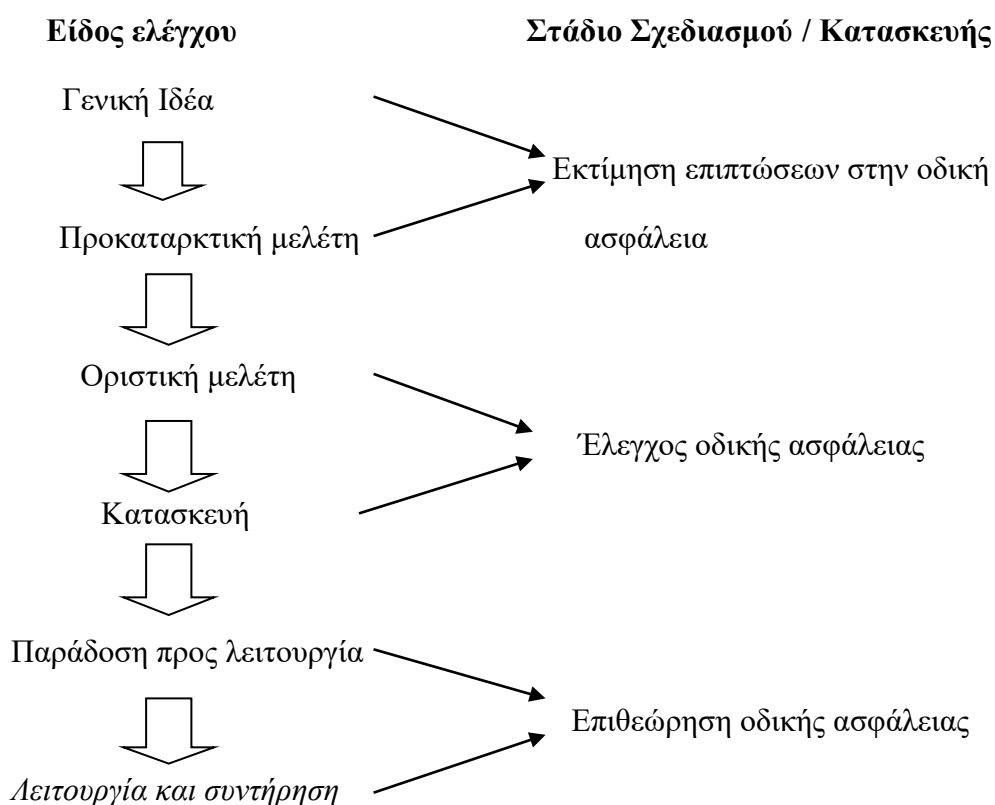 Είδος ελέγχου
Στάδιο Σχεδιασμού / Κατασκευής
Γενική Ιδέα
Εκτίμηση επιπτώσεων στην οδική
Προκαταρκτική μελέτη
ασφάλεια
Οριστική μελέτη
Έλεγχος οδικής ασφάλειας
Κατασκευή
Παράδοση προς λειτουργία
Επιθεώρηση οδικής ασφάλειας
Λειτουργία και συντήρηση